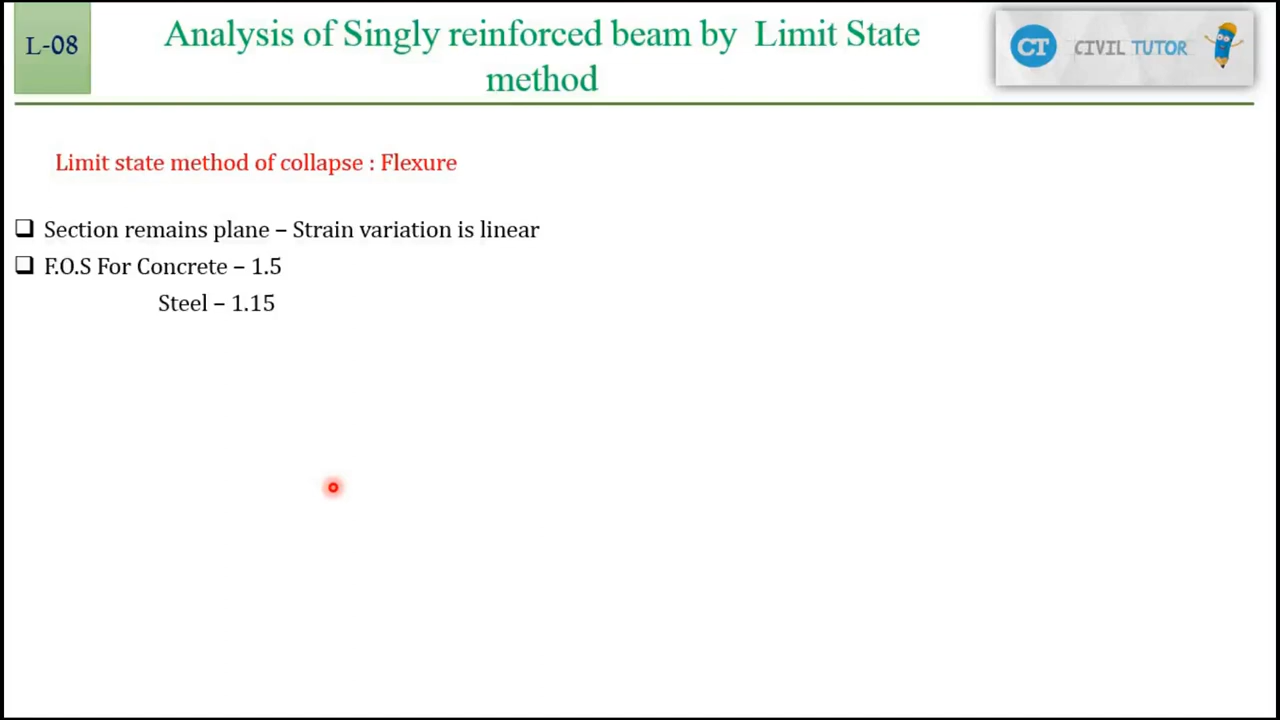 L-08
Analysis of Singly reinforced beam by Limit State
method
CT CIVIL TUTOR
Limit state method of collapse : Flexure
❑ Section remains plane – Strain variation is linear
❑ F.O.S For Concrete – 1.5
Steel – 1.15